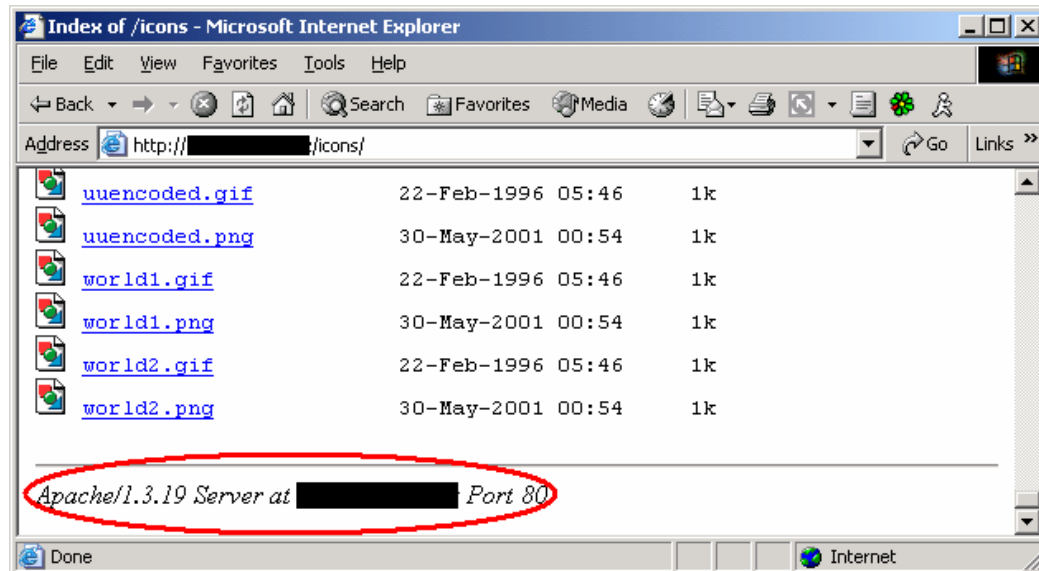 Index of /icons - Microsoft Internet Explorer
File Edit View Favorites Tools Help
Back Search Favorites Media
Address http:// /icons/ Go Links »
uuencoded.gif 22-Feb-1996 05:46 1k
uuencoded.png 30-May-2001 00:54 1k
world1.gif 22-Feb-1996 05:46 1k
world1.png 30-May-2001 00:54 1k
world2.gif 22-Feb-1996 05:46 1k
world2.png 30-May-2001 00:54 1k
Apache/1.3.19 Server at Port 80
Done Internet